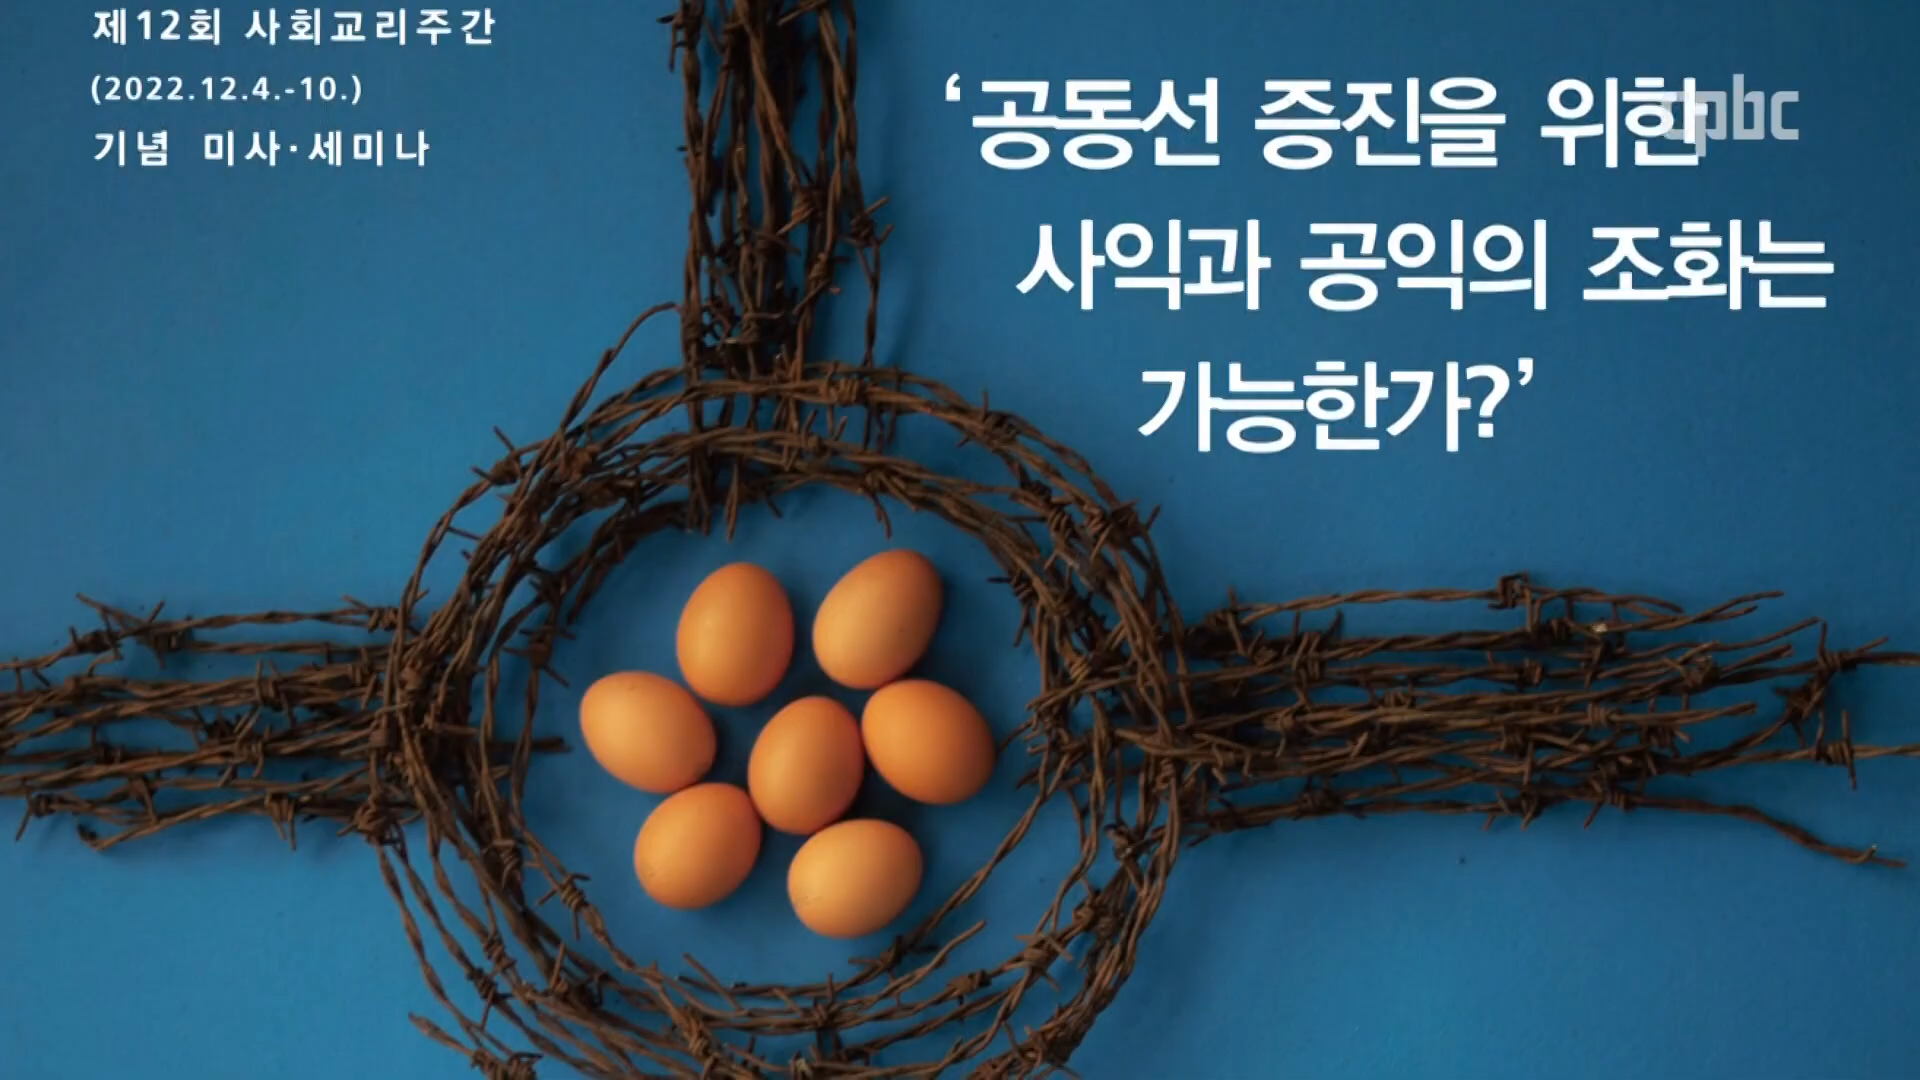 제12회 사회교리주간
(2022.12.4.-10.)
기념 미사·세미나
‘공동선 증진을 위한
cpbc
사익과 공익의 조화는
가능한가?’